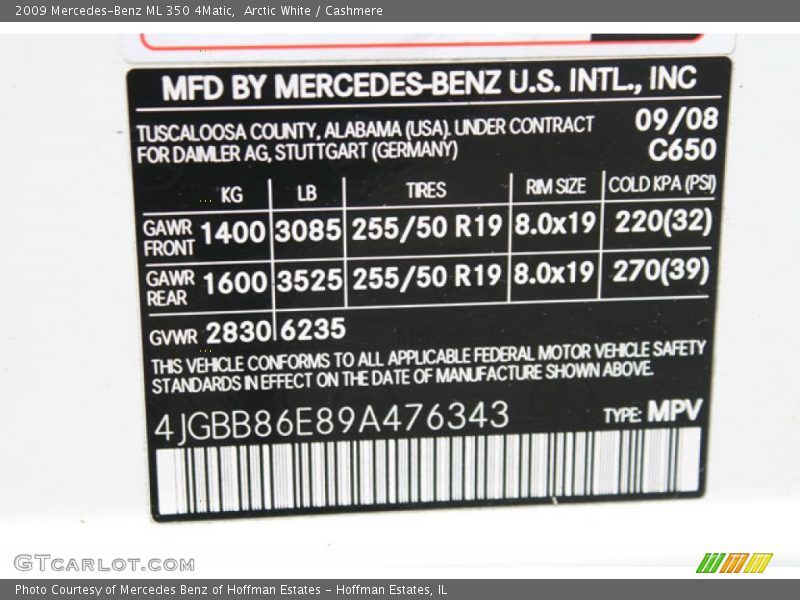 2009 Mercedes-Benz ML 350 4Matic,  Arctic White / Cashmere
MFD BY MERCEDES-BENZ U.S. INTL., INC
TUSCALOOSA COUNTY, ALABAMA (USA). UNDER CONTRACT 09/08
FOR DAIMLER AG, STUTTGART (GERMANY) C650
KG LB TIRES RIM SIZE COLD KPA (PSI)
GAWR FRONT 1400 3085 255/50 R19 8.0x19 220(32)
GAWR REAR 1600 3525 255/50 R19 8.0x19 270(39)
GVWR 2830 6235
THIS VEHICLE CONFORMS TO ALL APPLICABLE FEDERAL MOTOR VEHICLE SAFETY
STANDARDS IN EFFECT ON THE DATE OF MANUFACTURE SHOWN ABOVE.
4JGBB86E89A476343 TYPE: MPV
GTCARLOT.COM
Photo Courtesy of Mercedes Benz of Hoffman Estates - Hoffman Estates, IL